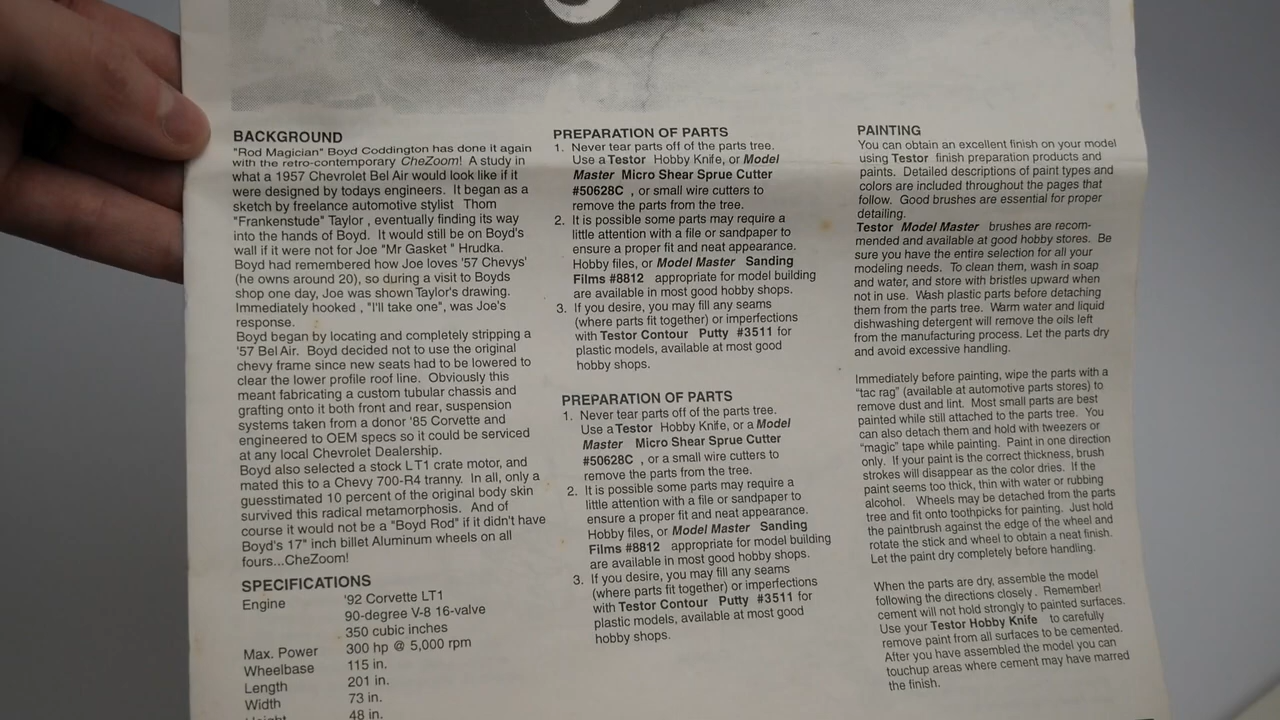 BACKGROUND
"Rod Magician" Boyd Coddington has done it again
with the retro-contemporary CheZoom! A study in
what a 1957 Chevrolet Bel Air would look like if it
were designed by todays engineers. It began as a
sketch by freelance automotive stylist Thom
"Frankenstude" Taylor , eventually finding its way
into the hands of Boyd. It would still be on Boyd's
wall if it were not for Joe "Mr Gasket " Hrudka.
Boyd had remembered how Joe loves '57 Chevys'
(he owns around 20), so during a visit to Boyds
shop one day, Joe was shown Taylor's drawing.
Immediately hooked , "I'll take one", was Joe's
response.
Boyd began by locating and completely stripping a
'57 Bel Air. Boyd decided not to use the original
chevy frame since new seats had to be lowered to
clear the lower profile roof line. Obviously this
meant fabricating a custom tubular chassis and
grafting onto it both front and rear, suspension
systems taken from a donor '85 Corvette and
engineered to OEM specs so it could be serviced
at any local Chevrolet Dealership.
Boyd also selected a stock LT1 crate motor, and
mated this to a Chevy 700-R4 tranny. In all, only a
guesstimated 10 percent of the original body skin
survived this radical metamorphosis. And of
course it would not be a "Boyd Rod" if it didn't have
Boyd's 17" inch billet Aluminum wheels on all
fours...CheZoom!
SPECIFICATIONS
Engine '92 Corvette LT1
90-degree V-8 16-valve
350 cubic inches
Max. Power 300 hp @ 5,000 rpm
Wheelbase 115 in.
Length 201 in.
Width 73 in.
Height 48 in.
PREPARATION OF PARTS
1. Never tear parts off of the parts tree.
Use a Testor Hobby Knife, or Model
Master Micro Shear Sprue Cutter
#50628C , or small wire cutters to
remove the parts from the tree.
2. It is possible some parts may require a
little attention with a file or sandpaper to
ensure a proper fit and neat appearance.
Hobby files, or Model Master Sanding
Films #8812 appropriate for model building
are available in most good hobby shops.
3. If you desire, you may fill any seams
(where parts fit together) or imperfections
with Testor Contour Putty #3511 for
plastic models, available at most good
hobby shops.
PREPARATION OF PARTS
1. Never tear parts off of the parts tree.
Use a Testor Hobby Knife, or a Model
Master Micro Shear Sprue Cutter
#50628C , or a small wire cutters to
remove the parts from the tree.
2. It is possible some parts may require a
little attention with a file or sandpaper to
ensure a proper fit and neat appearance.
Hobby files, or Model Master Sanding
Films #8812 appropriate for model building
are available in most good hobby shops.
3. If you desire, you may fill any seams
(where parts fit together) or imperfections
with Testor Contour Putty #3511 for
plastic models, available at most good
hobby shops.
PAINTING
You can obtain an excellent finish on your model
using Testor finish preparation products and
paints. Detailed descriptions of paint types and
colors are included throughout the pages that
follow. Good brushes are essential for proper
detailing.
Testor Model Master brushes are recom-
mended and available at good hobby stores. Be
sure you have the entire selection for all your
modeling needs. To clean them, wash in soap
and water, and store with bristles upward when
not in use. Wash plastic parts before detaching
them from the parts tree. Warm water and liquid
dishwashing detergent will remove the oils left
from the manufacturing process. Let the parts dry
and avoid excessive handling.
Immediately before painting, wipe the parts with a
"tac rag" (available at automotive parts stores) to
remove dust and lint. Most small parts are best
painted while still attached to the parts tree. You
can also detach them and hold with tweezers or
"magic" tape while painting. Paint in one direction
only. If your paint is the correct thickness, brush
strokes will disappear as the color dries. If the
paint seems too thick, thin with water or rubbing
alcohol. Wheels may be detached from the parts
tree and fit onto toothpicks for painting. Just hold
the paintbrush against the edge of the wheel and
rotate the stick and wheel to obtain a neat finish.
Let the paint dry completely before handling.
When the parts are dry, assemble the model
following the directions closely. Remember!
cement will not hold strongly to painted surfaces.
Use your Testor Hobby Knife to carefully
remove paint from all surfaces to be cemented.
After you have assembled the model you can
touchup areas where cement may have marred
the finish.